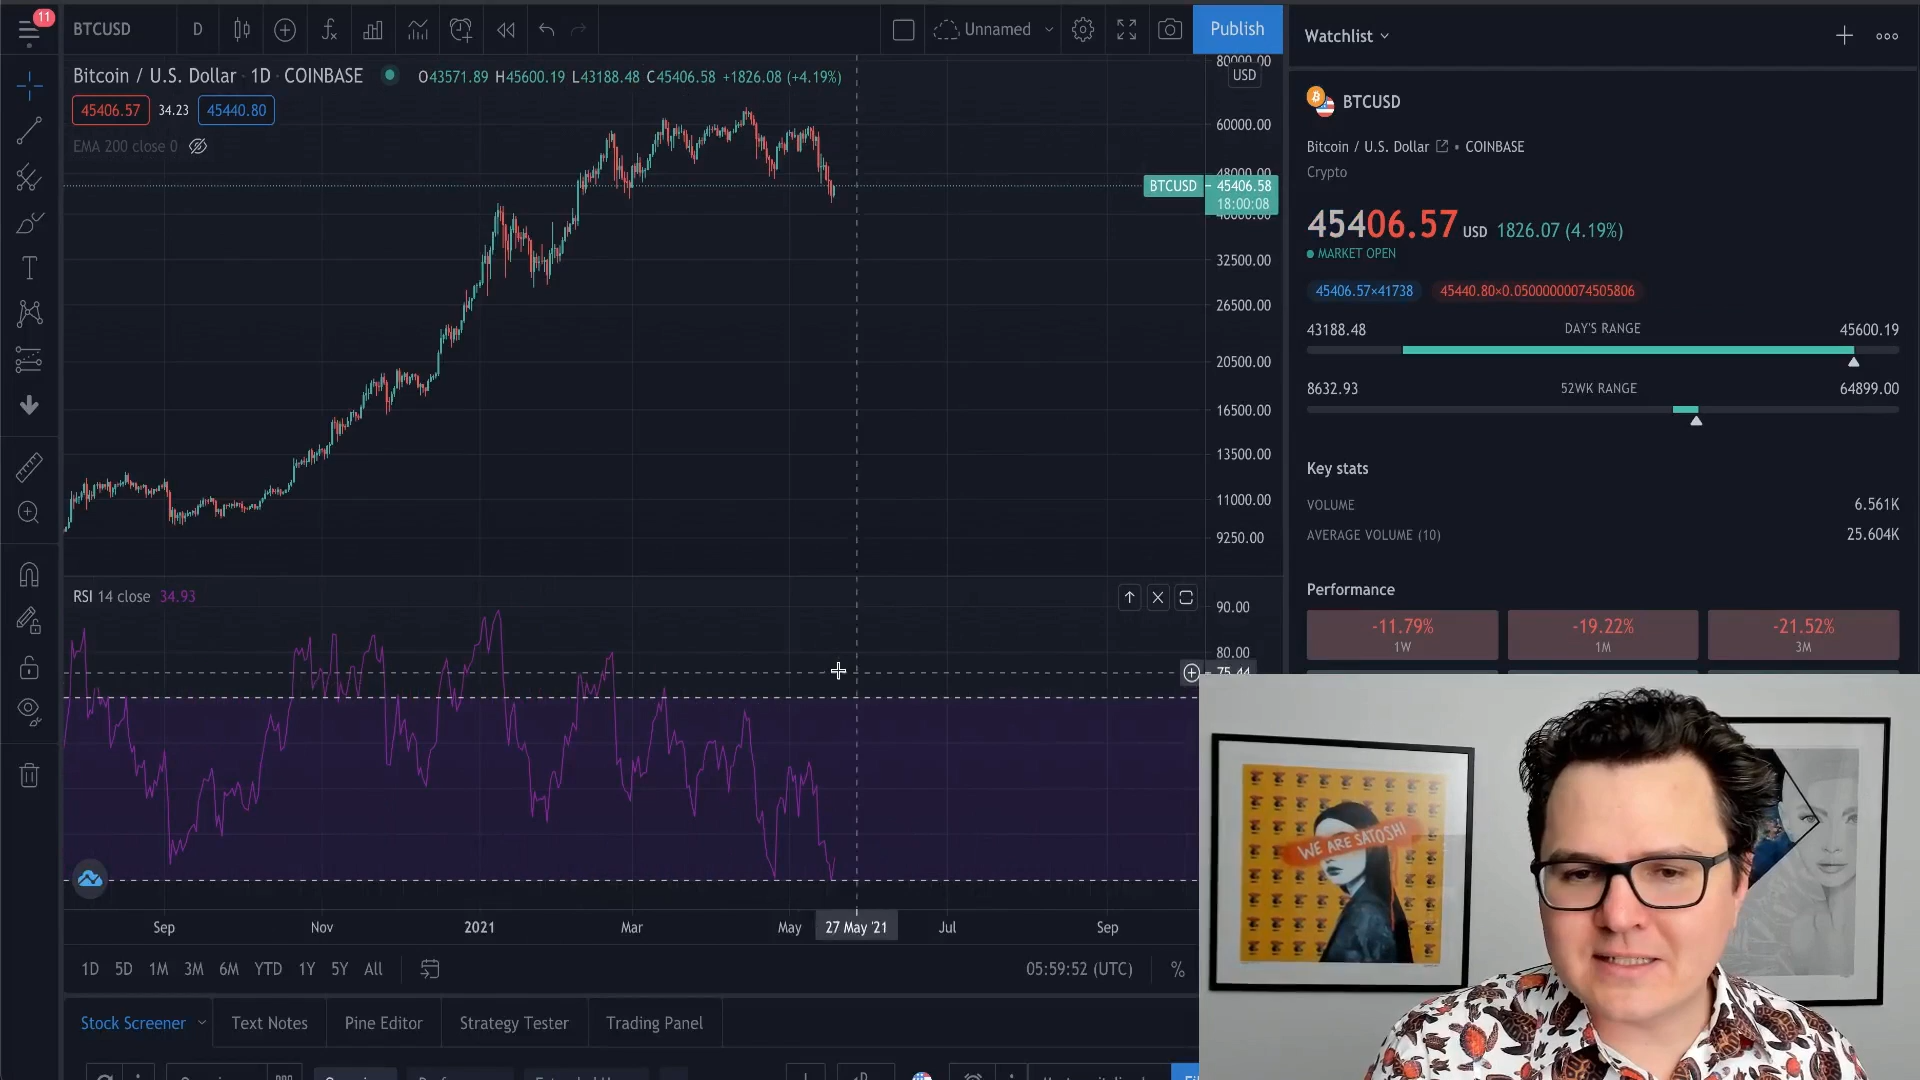 11
BTCUSD D Unnamed Publish
Bitcoin / U.S. Dollar 1D COINBASE O43571.89 H45600.19 L43188.48 C45406.58 +1826.08 (+4.19%)
45406.57 34.23 45440.80
EMA 200 close 0
80000.00
USD
60000.00
48000.00
BTCUSD 45406.58
18:00:08
40000.00
32500.00
26500.00
20500.00
16500.00
13500.00
11000.00
9250.00
RSI 14 close 34.93
90.00
80.00
75.44
Sep Nov 2021 Mar May 27 May '21 Jul Sep
1D 5D 1M 3M 6M YTD 1Y 5Y All 05:59:52 (UTC) %
Stock Screener Text Notes Pine Editor Strategy Tester Trading Panel
Watchlist
BTCUSD
Bitcoin / U.S. Dollar • COINBASE
Crypto
45406.57 USD 1826.07 (4.19%)
MARKET OPEN
45406.57×41738 45440.80×0.05000000074505806
43188.48 DAY'S RANGE 45600.19
8632.93 52WK RANGE 64899.00
Key stats
VOLUME 6.561K
AVERAGE VOLUME (10) 25.604K
Performance
-11.79% -19.22% -21.52%
1W 1M 3M
WE ARE SATOSHI